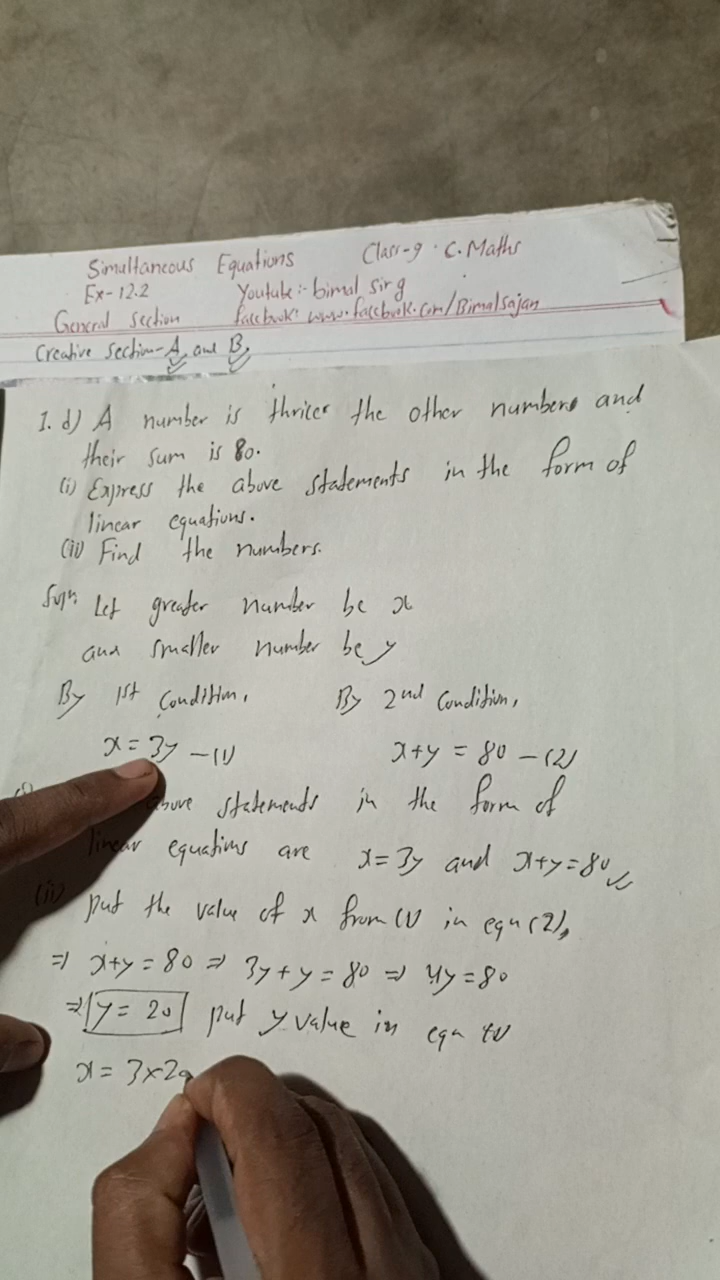 Simultaneous Equations Class-9 C. Maths
Ex-12.2 Youtube:- bimal sir g
General Section facebook: www.facebook.com/Bimalsajan
Creative Section-A and B
1. d) A number is thrice the other numbers and
their sum is 80.
(i) Express the above statements in the form of
linear equations.
(ii) Find the numbers.
Soln. Let greater number be x
and smaller number be y
By 1st Condition, By 2nd Condition,
x = 3y - (1) x+y = 80 - (2)
above statements in the form of
linear equations are x=3y and x+y=80
(ii) put the value of x from (1) in eqn (2),
⇒ x+y = 80 ⇒ 3y+y = 80 ⇒ 4y=80
⇒ y = 20 put y value in eqn (1)
x = 3×20